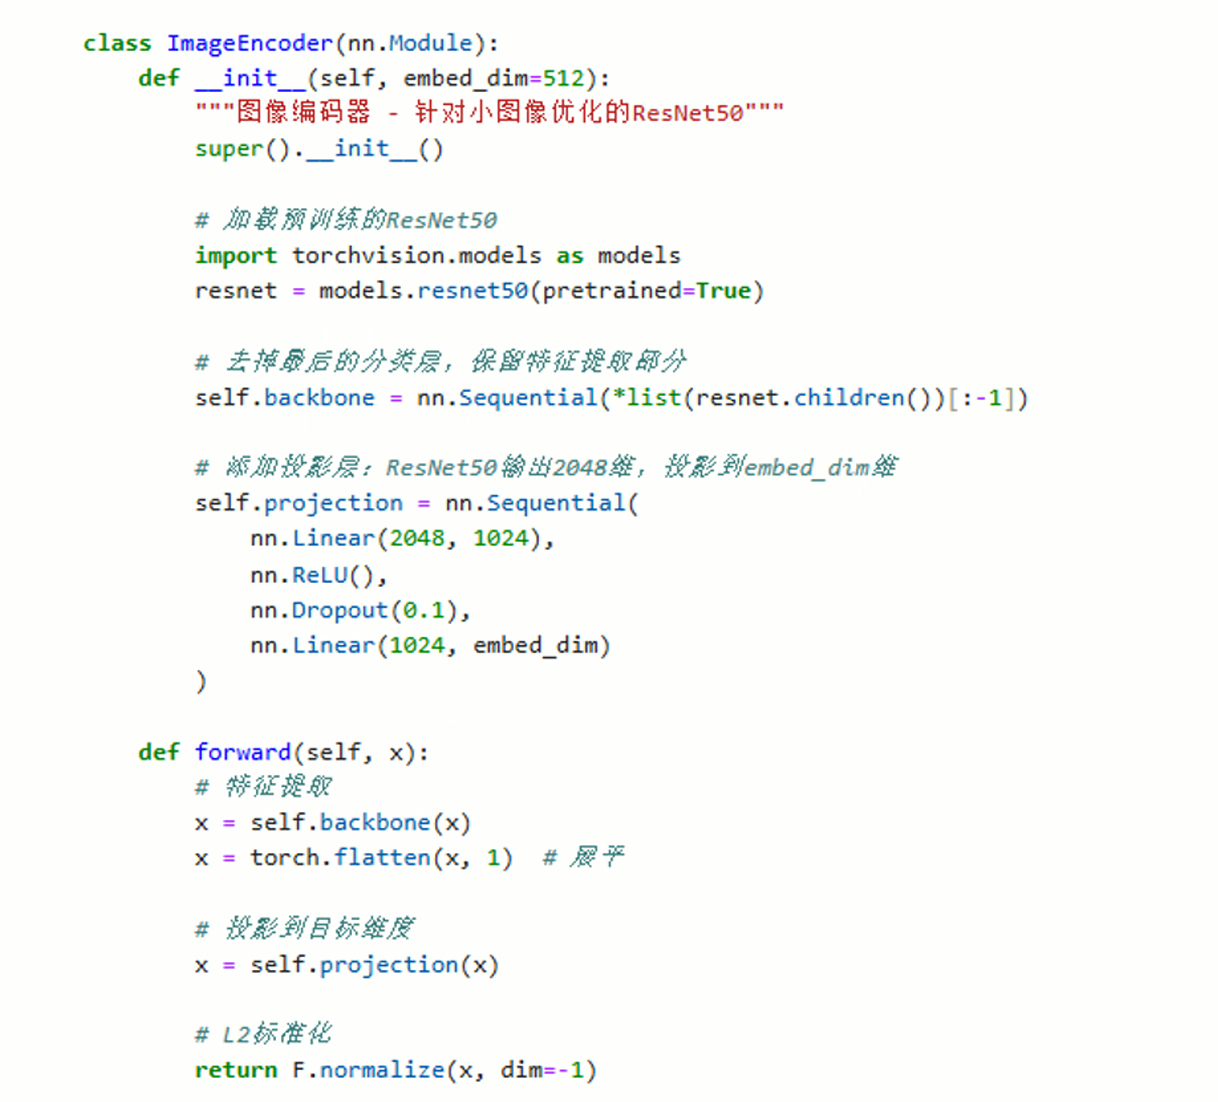 class ImageEncoder(nn.Module):
    def __init__(self, embed_dim=512):
        """图像编码器 - 针对小图像优化的ResNet50"""
        super().__init__()

        # 加载预训练的ResNet50
        import torchvision.models as models
        resnet = models.resnet50(pretrained=True)

        # 去掉最后的分类层，保留特征提取部分
        self.backbone = nn.Sequential(*list(resnet.children())[:-1])

        # 添加投影层：ResNet50输出2048维，投影到embed_dim维
        self.projection = nn.Sequential(
            nn.Linear(2048, 1024),
            nn.ReLU(),
            nn.Dropout(0.1),
            nn.Linear(1024, embed_dim)
        )

    def forward(self, x):
        # 特征提取
        x = self.backbone(x)
        x = torch.flatten(x, 1)  # 展平

        # 投影到目标维度
        x = self.projection(x)

        # L2标准化
        return F.normalize(x, dim=-1)